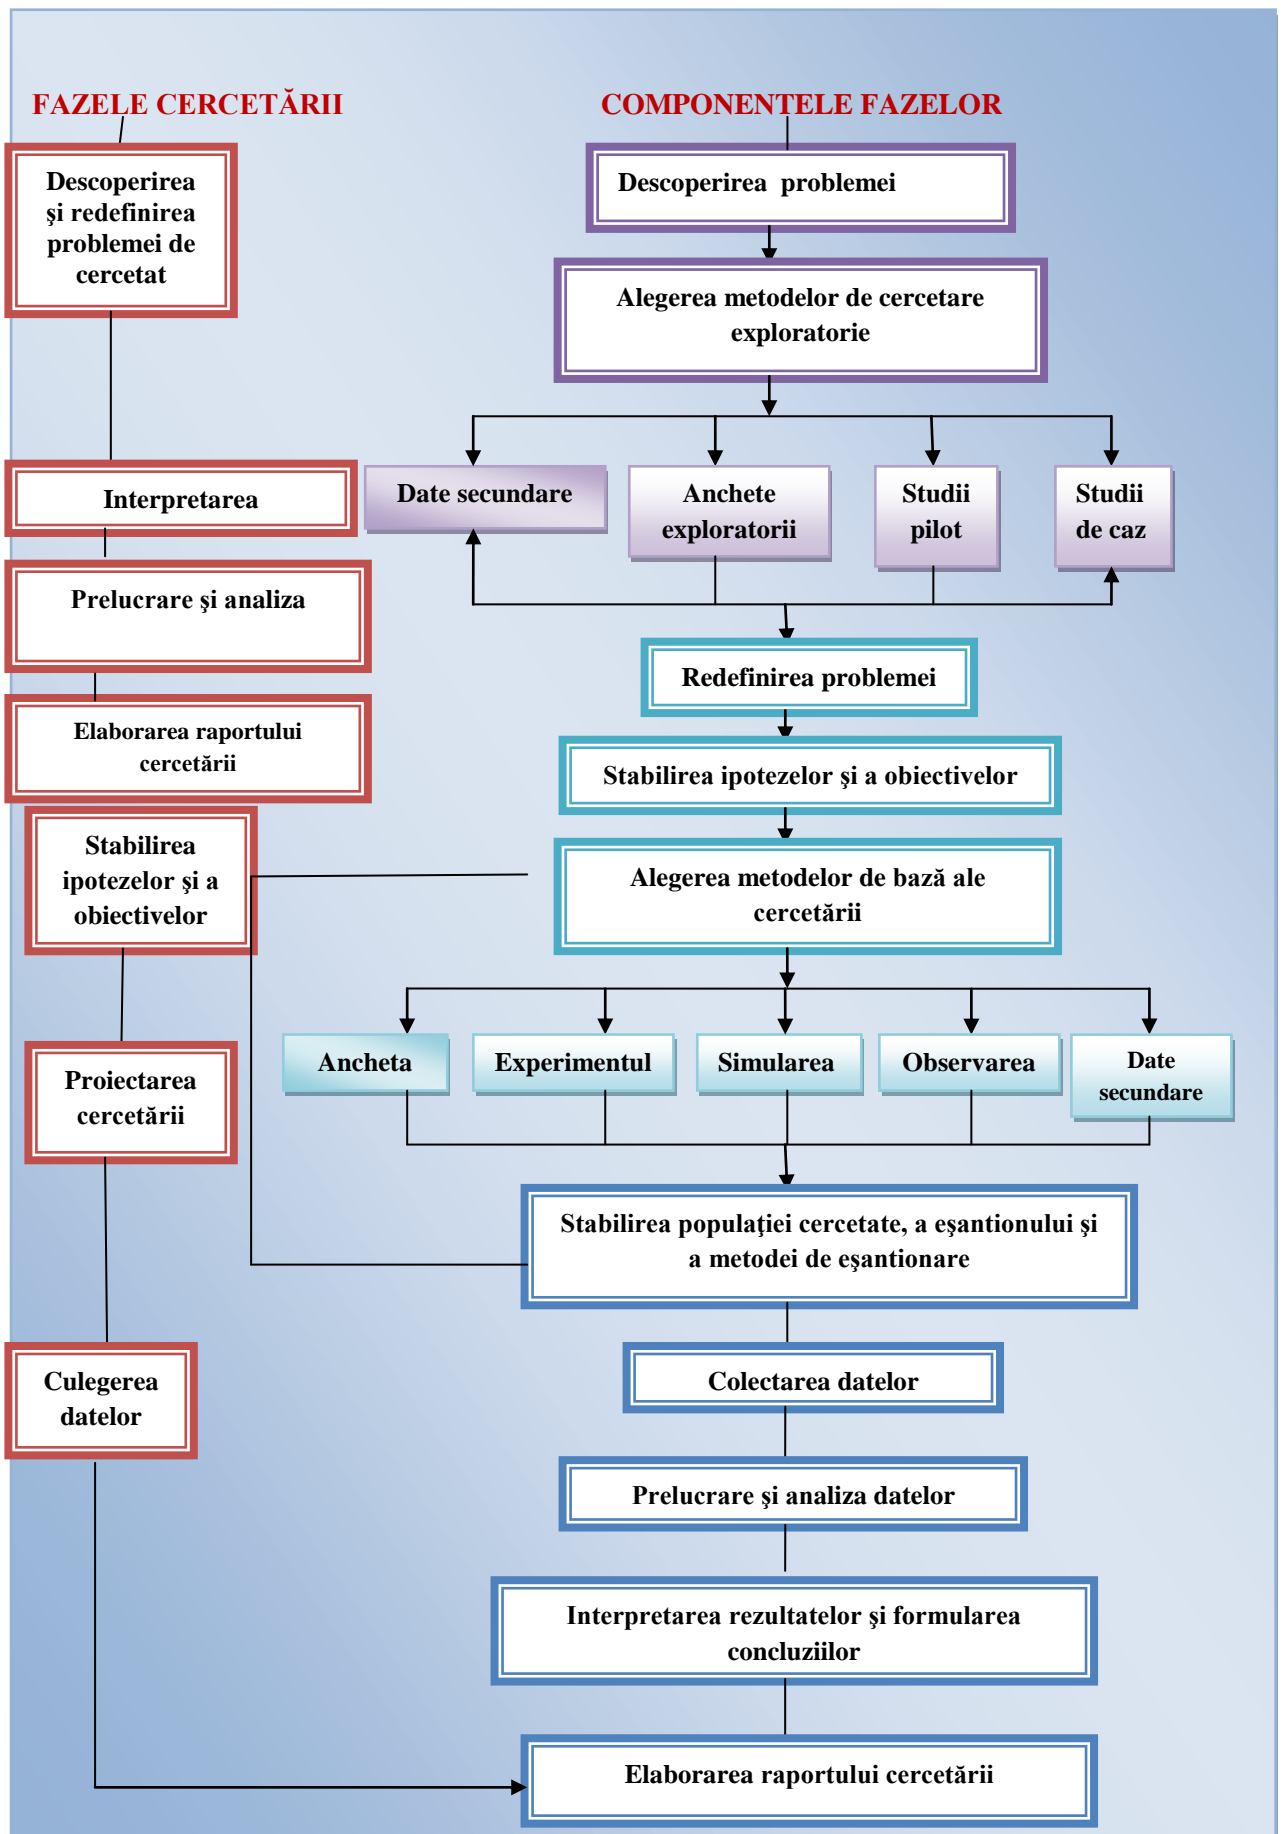 FAZELE CERCETĂRII
COMPONENTELE FAZELOR
Descoperirea
şi redefinirea
problemei de
cercetat
Interpretarea
Prelucrare şi analiza
Elaborarea raportului
cercetării
Stabilirea
ipotezelor şi a
obiectivelor
Proiectarea
cercetării
Culegerea
datelor
Descoperirea problemei
Alegerea metodelor de cercetare
exploratorie
Date secundare
Anchete
exploratorii
Studii
pilot
Studii
de caz
Redefinirea problemei
Stabilirea ipotezelor şi a obiectivelor
Alegerea metodelor de bază ale
cercetării
Ancheta
Experimentul
Simularea
Observarea
Date
secundare
Stabilirea populaţiei cercetate, a eşantionului şi
a metodei de eşantionare
Colectarea datelor
Prelucrare şi analiza datelor
Interpretarea rezultatelor şi formularea
concluziilor
Elaborarea raportului cercetării